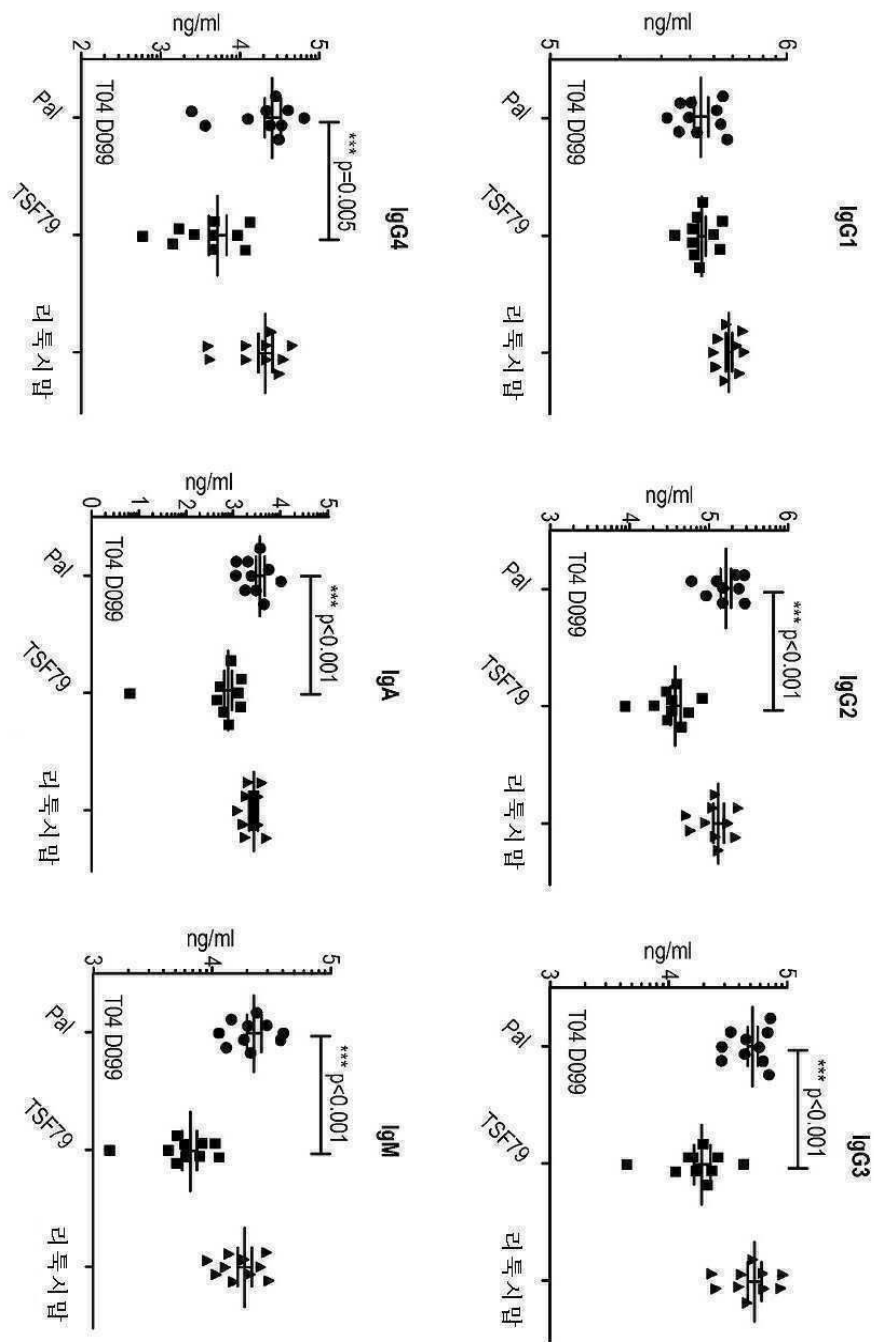 IgG1
6
5
ng/ml
T04 D099
Pal
TSF79
리툭시맙
IgG2
*** p<0.001
6
5
4
3
ng/ml
T04 D099
Pal
TSF79
리툭시맙
IgG3
*** p<0.001
5
4
3
ng/ml
T04 D099
Pal
TSF79
리툭시맙
IgG4
*** p=0.005
5
4
3
2
ng/ml
T04 D099
Pal
TSF79
리툭시맙
IgA
*** p<0.001
5
4
3
2
1
0
ng/ml
T04 D099
Pal
TSF79
리툭시맙
IgM
*** p<0.001
5
4
3
ng/ml
T04 D099
Pal
TSF79
리툭시맙